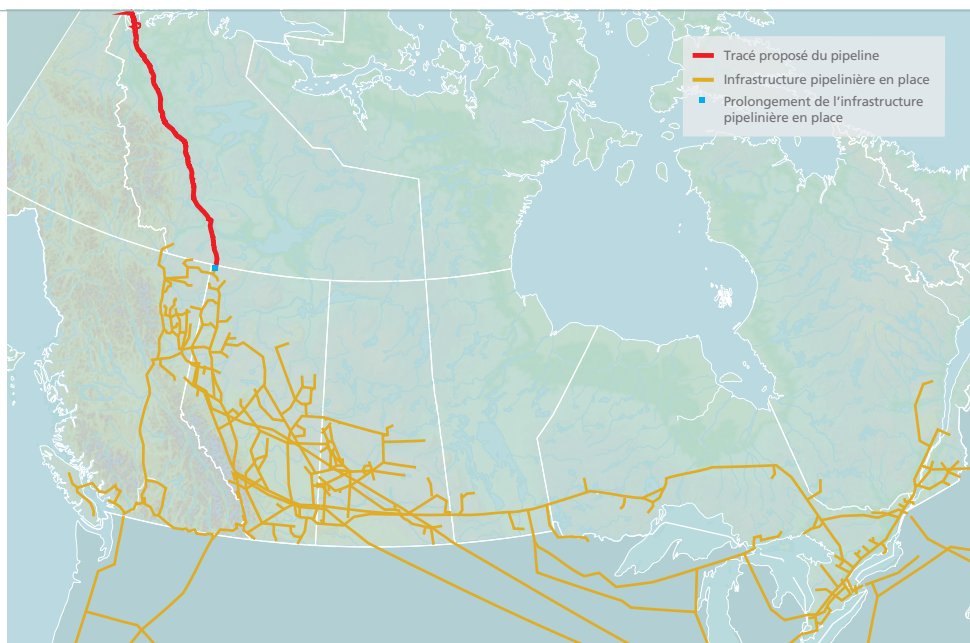 Tracé proposé du pipeline
Infrastructure pipelinière en place
Prolongement de l’infrastructure
pipelinière en place